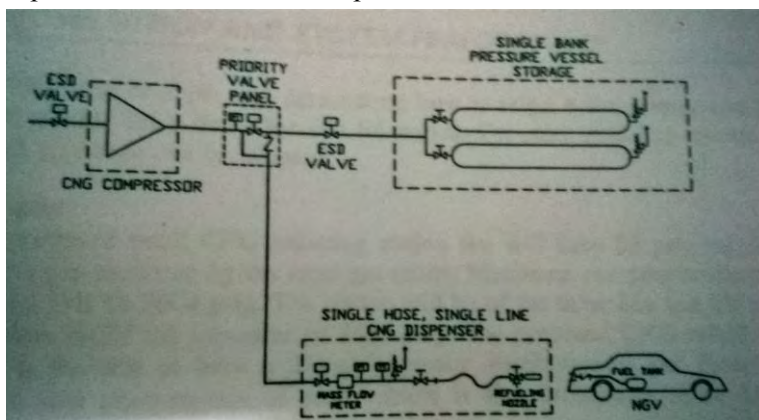 SINGLE BANK
PRESSURE VESSEL
STORAGE
PRIORITY
VALVE
PANEL
ESD
VALVE
ESD
VALVE
CNG COMPRESSOR
SINGLE HOSE, SINGLE LINE
CNG DISPENSER
MASS FLOW
METER
REFUELING
NOZZLE
FUEL TANK
NGV